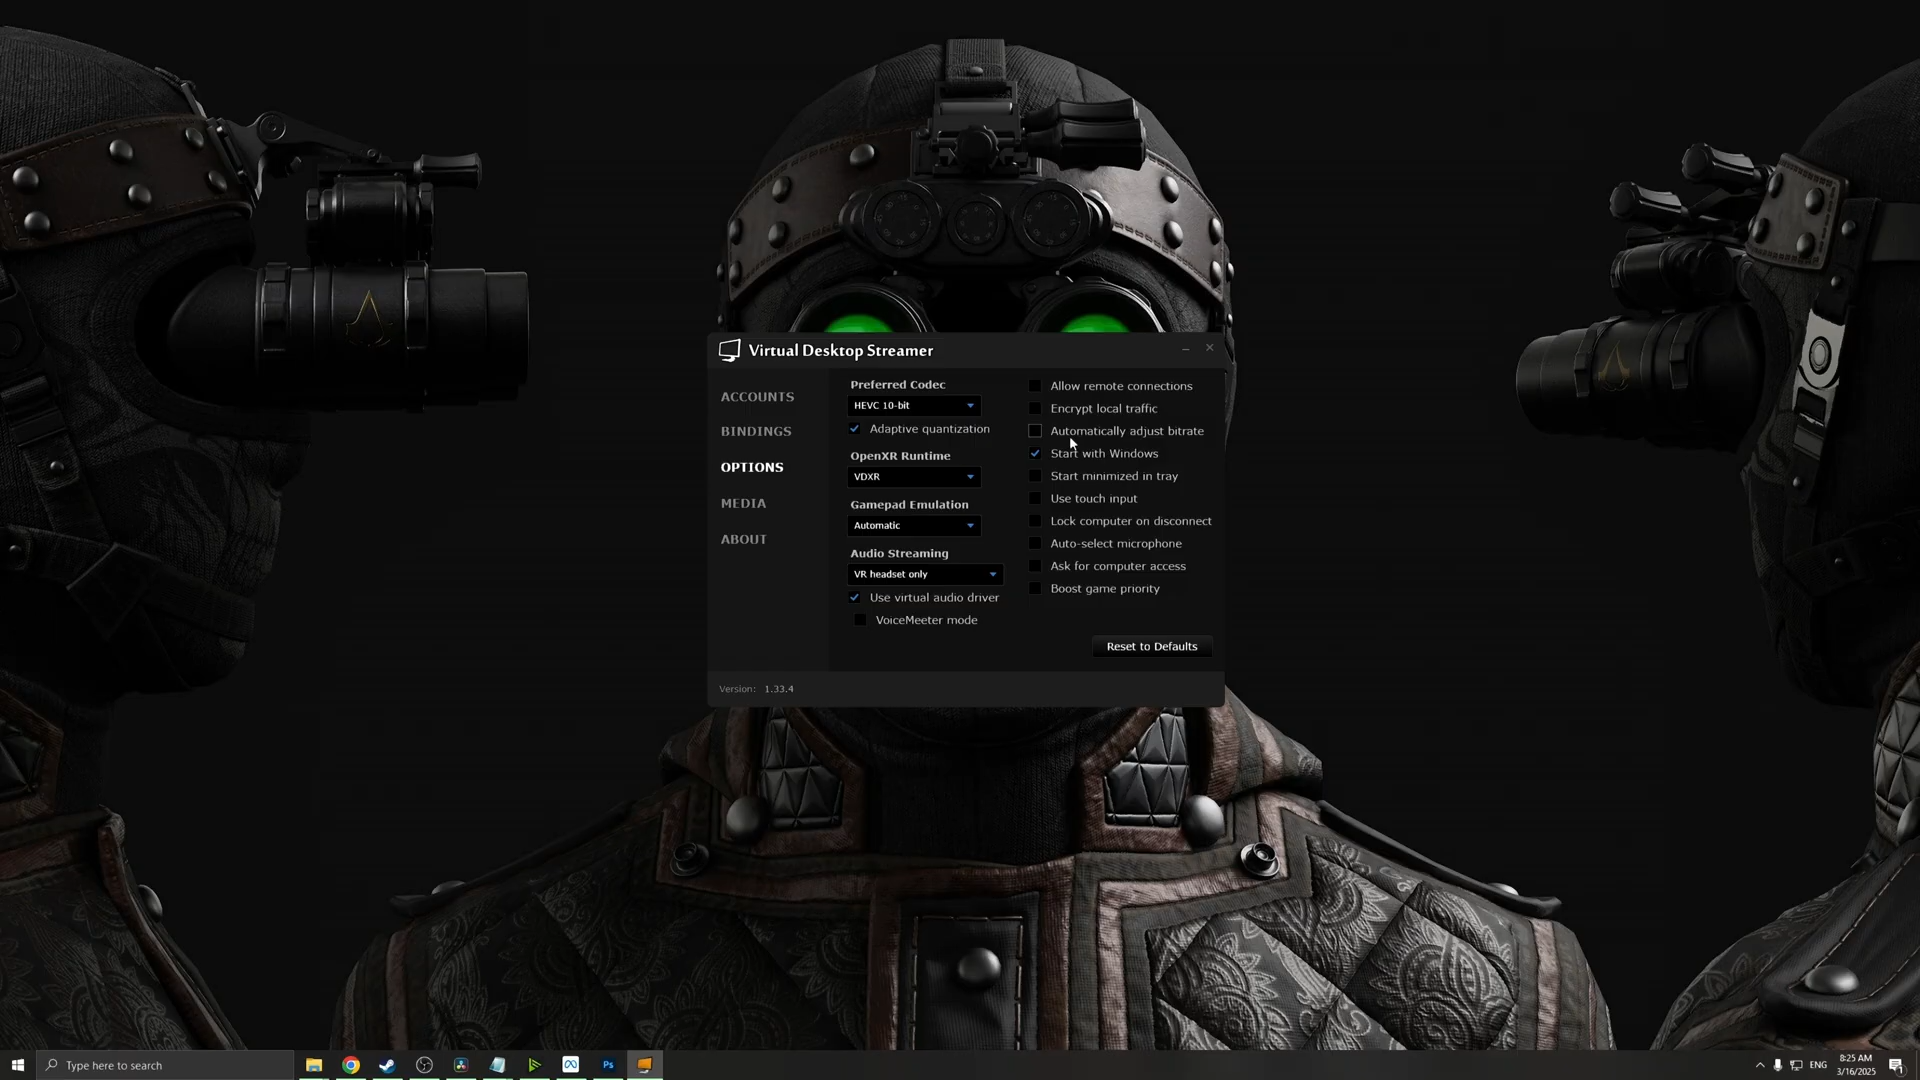 Virtual Desktop Streamer
ACCOUNTS
BINDINGS
OPTIONS
MEDIA
ABOUT
Preferred Codec
HEVC 10-bit
Adaptive quantization
OpenXR Runtime
VDXR
Gamepad Emulation
Automatic
Audio Streaming
VR headset only
Use virtual audio driver
VoiceMeeter mode
Allow remote connections
Encrypt local traffic
Automatically adjust bitrate
Start with Windows
Start minimized in tray
Use touch input
Lock computer on disconnect
Auto-select microphone
Ask for computer access
Boost game priority
Reset to Defaults
Version: 1.33.4
Type here to search
Ps
ENG
8:25 AM
3/16/2025